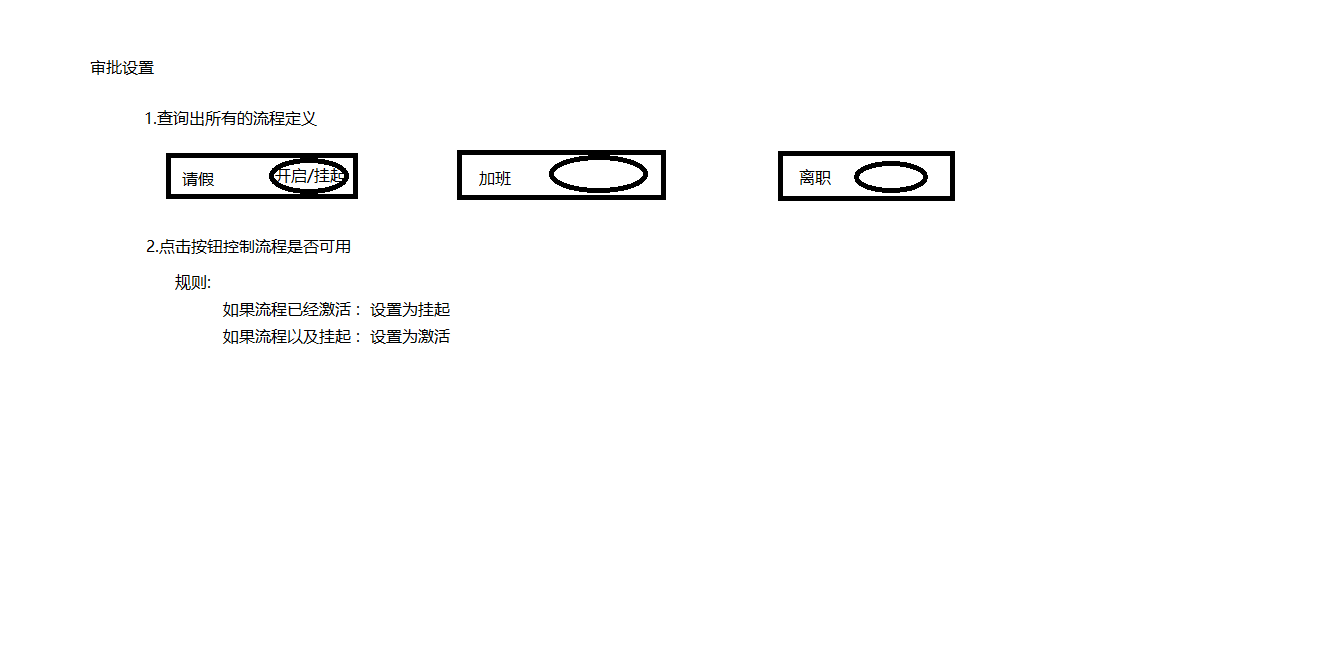 审批设置
1.查询出所有的流程定义
请假 开启/挂起 加班 离职
2.点击按钮控制流程是否可用
规则:
如果流程已经激活：设置为挂起
如果流程以及挂起：设置为激活